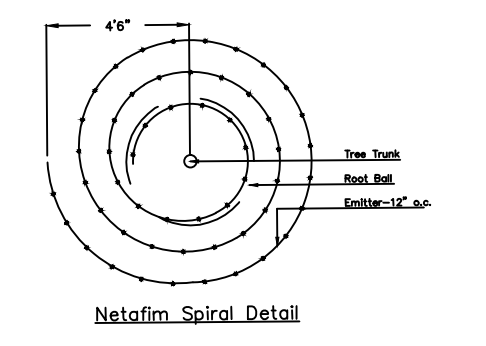 4'6"
Tree Trunk
Root Ball
Emitter-12" o.c.
Netafim Spiral Detail